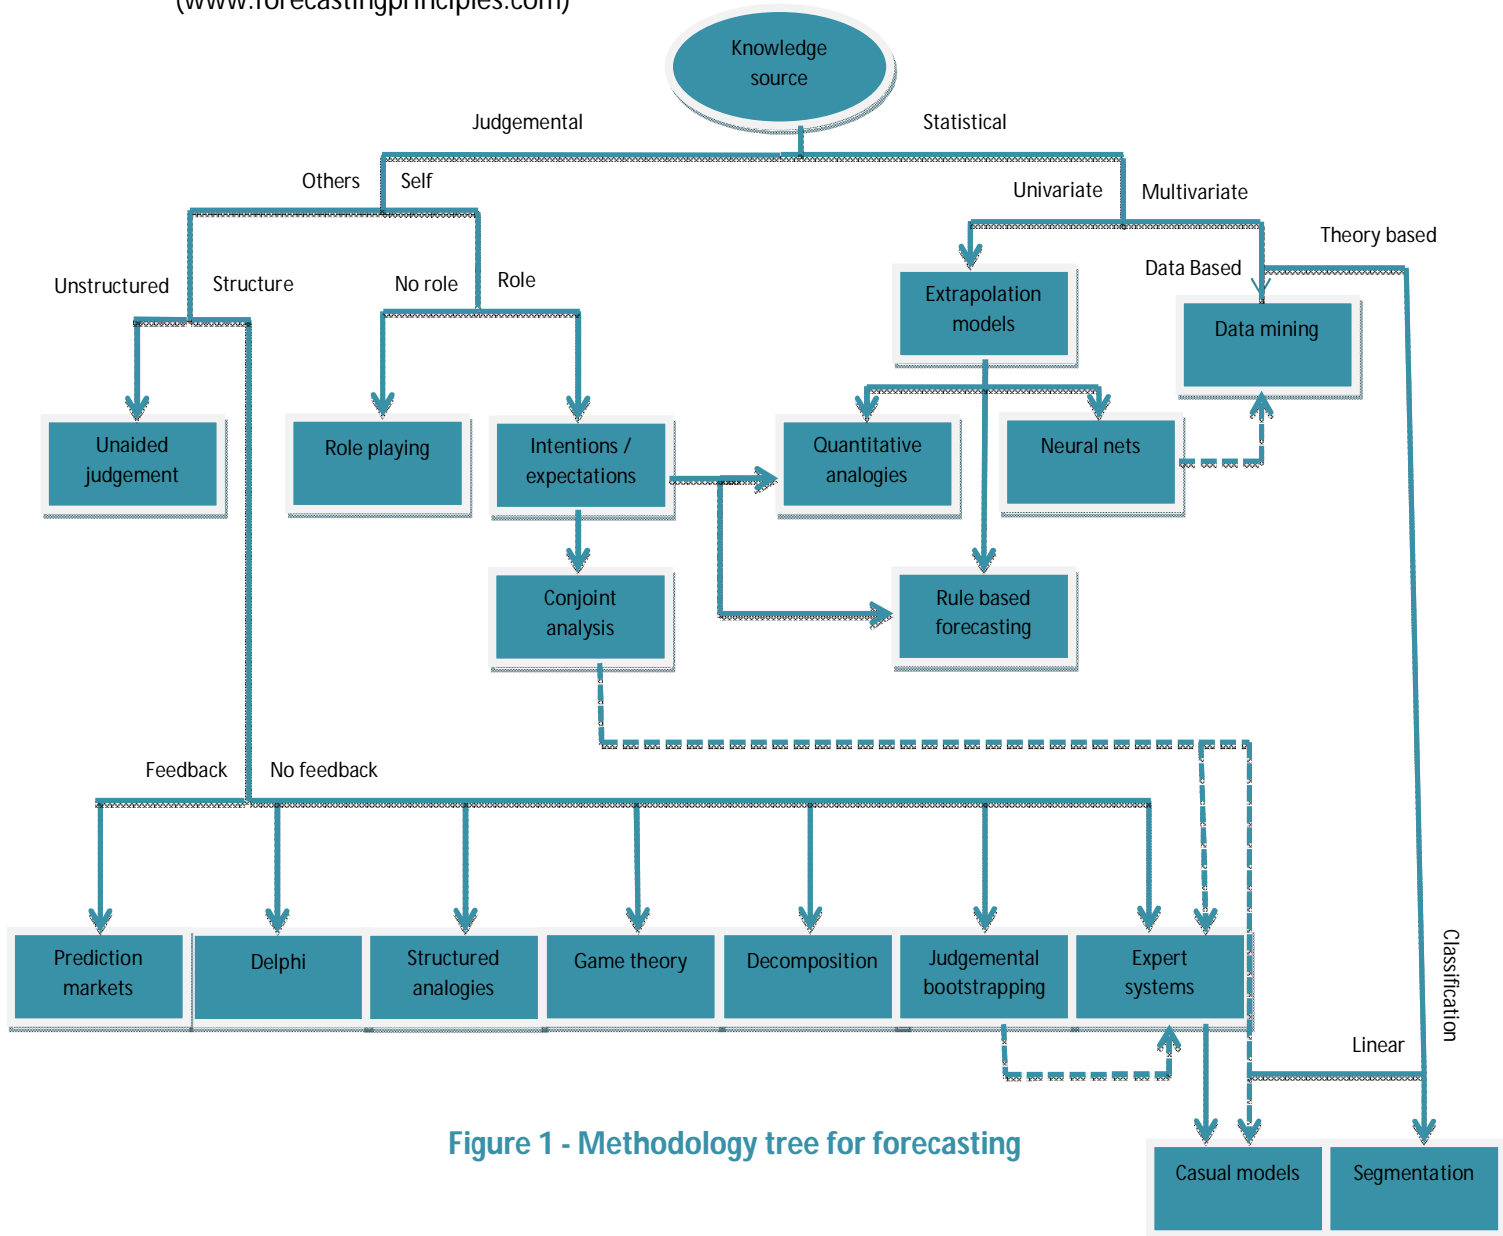 (www.forecastingprinciples.com)
Knowledge
source
Judgemental
Statistical
Others
Self
Univariate
Multivariate
Theory based
Unstructured
Structure
No role
Role
Data Based
Extrapolation
models
Data mining
Unaided
judgement
Role playing
Intentions /
expectations
Quantitative
analogies
Neural nets
Conjoint
analysis
Rule based
forecasting
Feedback
No feedback
Prediction
markets
Delphi
Structured
analogies
Game theory
Decomposition
Judgemental
bootstrapping
Expert
systems
Classification
Linear
Figure 1 - Methodology tree for forecasting
Casual models
Segmentation